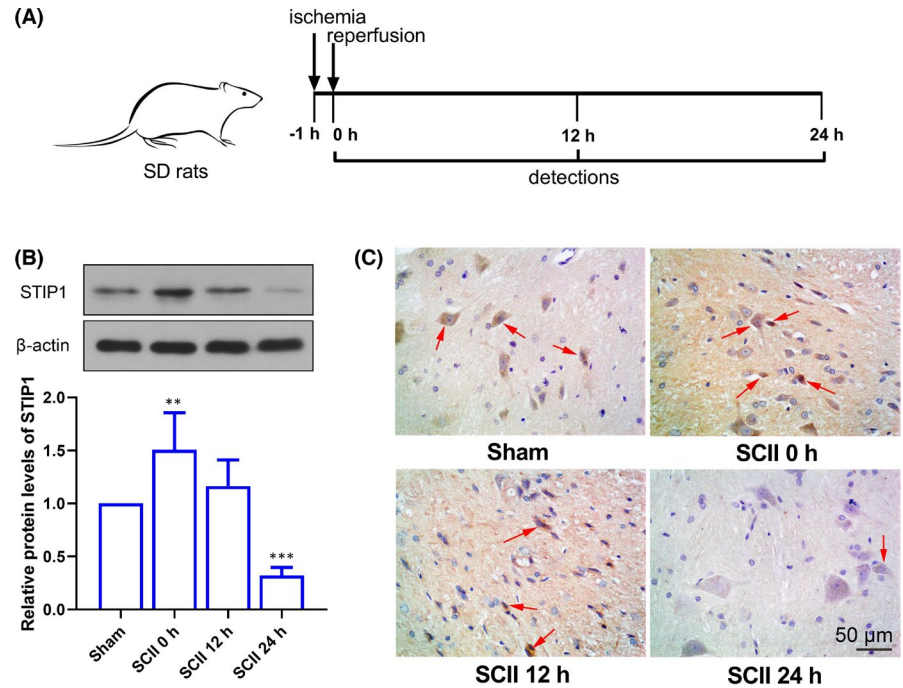 (A)
ischemia
reperfusion
-1 h 0 h 12 h 24 h
SD rats
detections
(B)
STIP1
β-actin
Relative protein levels of STIP1
2.0
1.5
1.0
0.5
0.0
**
***
Sham
SCII 0 h
SCII 12 h
SCII 24 h
(C)
Sham
SCII 0 h
SCII 12 h
50 µm
SCII 24 h